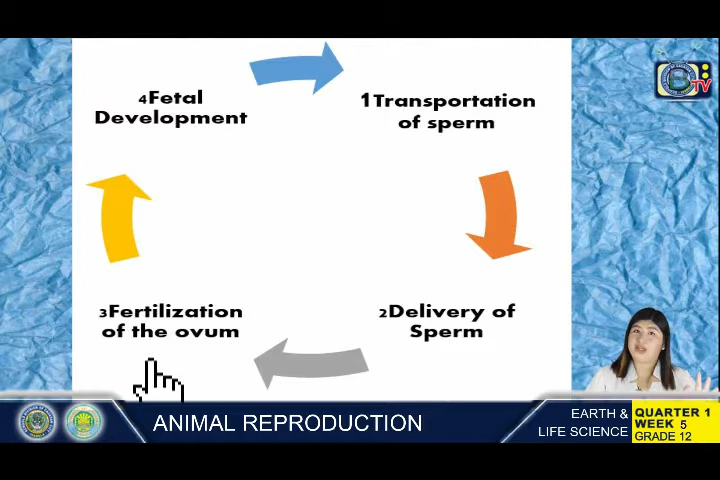 4Fetal
Development
1Transportation
of sperm
3Fertilization
of the ovum
2Delivery of
Sperm
B
TV
ANIMAL REPRODUCTION
EARTH &
LIFE SCIENCE
QUARTER 1
WEEK 5
GRADE 12